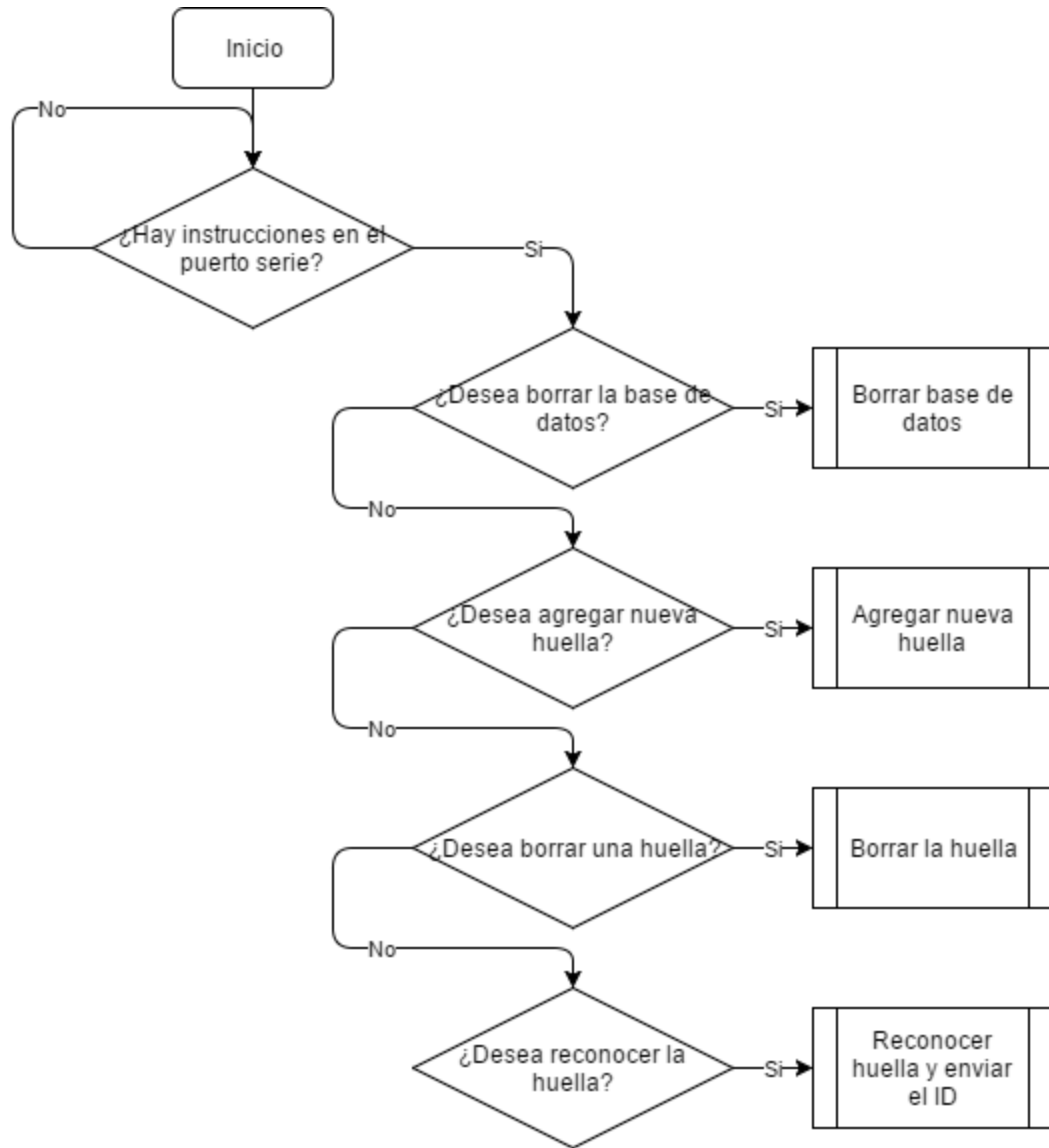 Inicio
No
¿Hay instrucciones en el
puerto serie?
Si
¿Desea borrar la base de
datos?
Si
Borrar base de
datos
No
¿Desea agregar nueva
huella?
Si
Agregar nueva
huella
No
¿Desea borrar una huella?
Si
Borrar la huella
No
¿Desea reconocer la
huella?
Si
Reconocer
huella y enviar
el ID